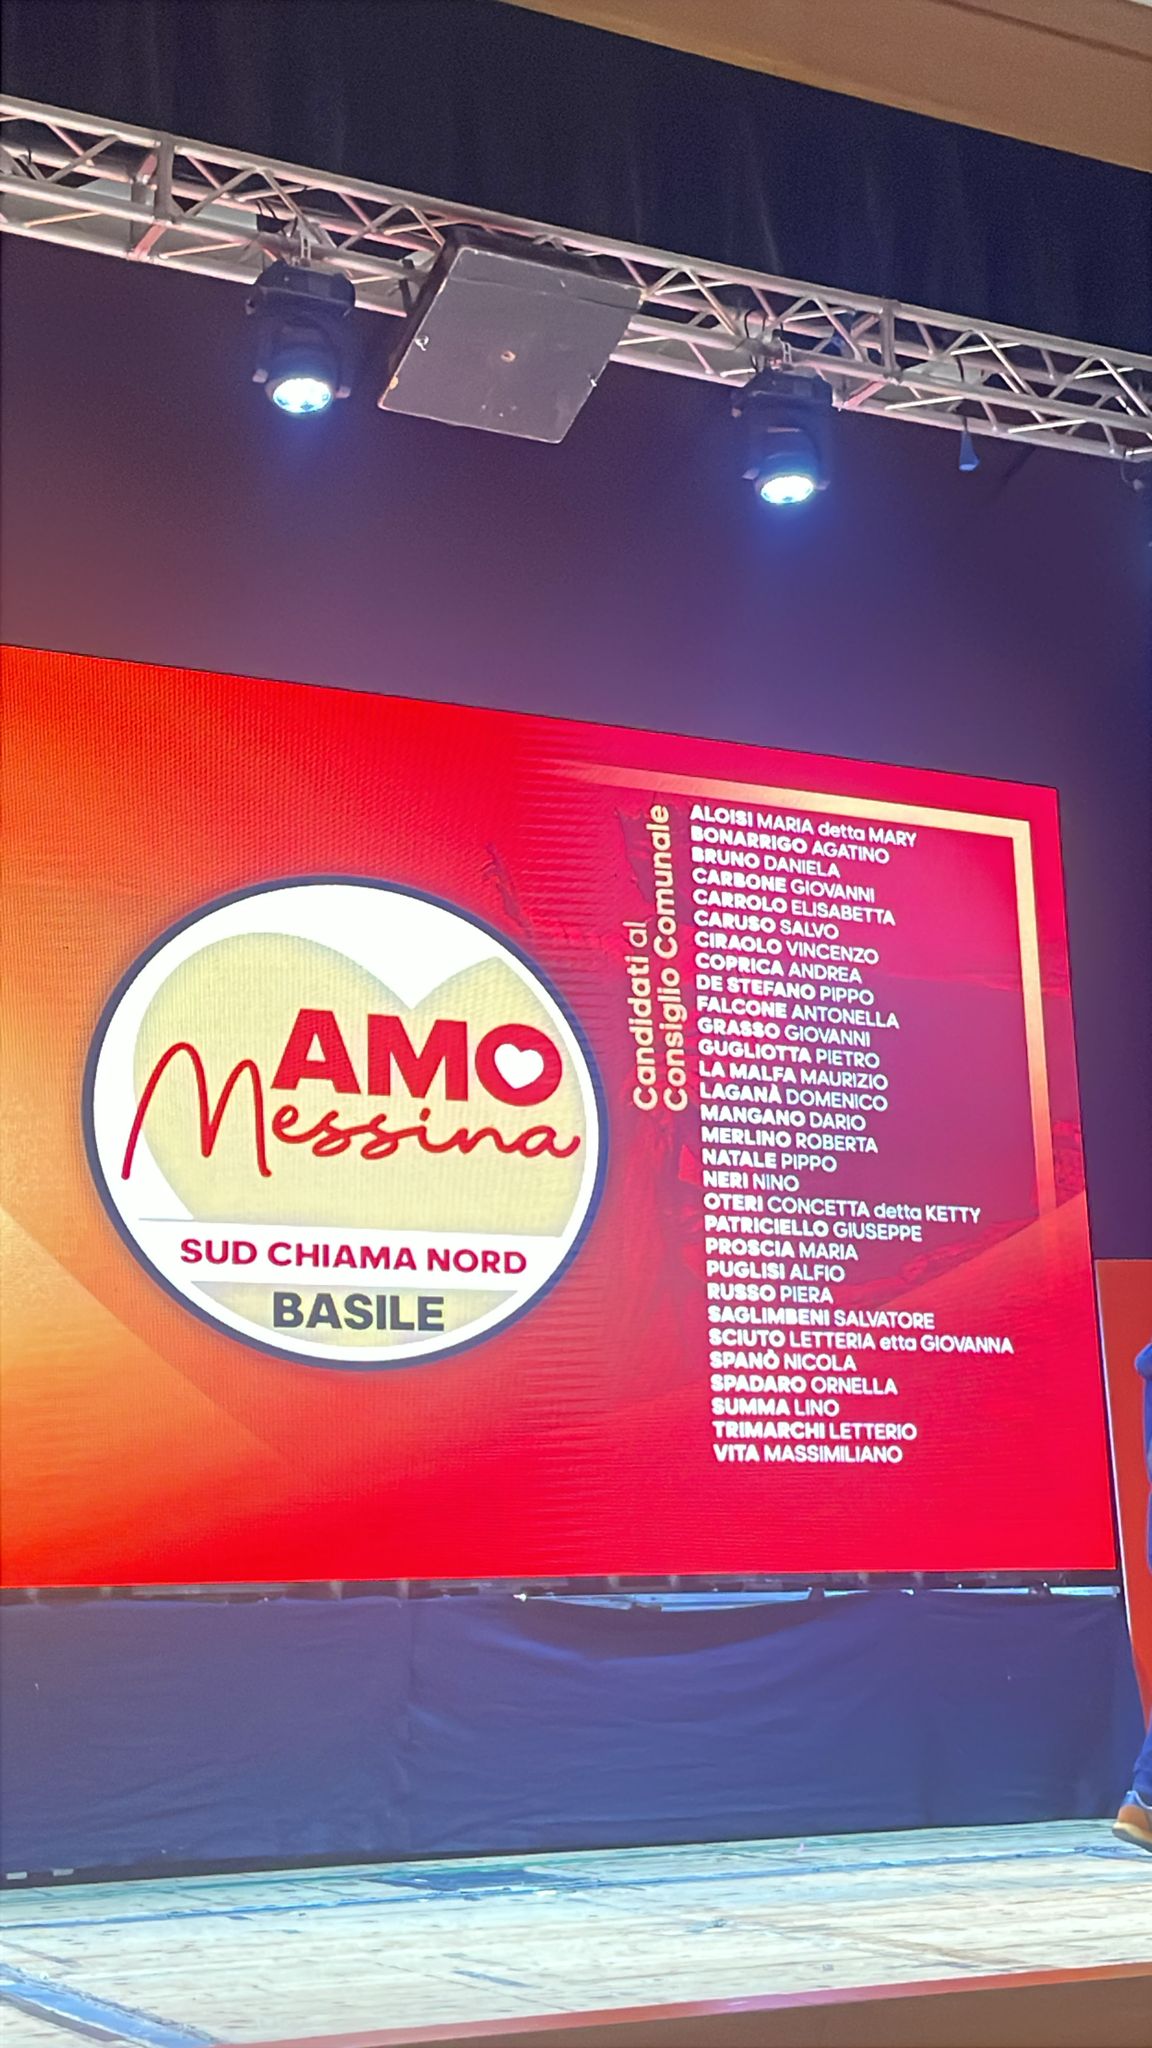 AMO
Messina
SUD CHIAMA NORD
BASILE
Candidati al
Consiglio Comunale
ALOISI MARIA detta MARY
BONARRIGO AGATINO
BRUNO DANIELA
CARBONE GIOVANNI
CARROLO ELISABETTA
CARUSO SALVO
CIRAOLO VINCENZO
COPRICA ANDREA
DE STEFANO PIPPO
FALCONE ANTONELLA
GRASSO GIOVANNI
GUGLIOTTA PIETRO
LA MALFA MAURIZIO
LAGANÀ DOMENICO
MANGANO DARIO
MERLINO ROBERTA
NATALE PIPPO
NERI NINO
OTERI CONCETTA detta KETTY
PATRICIELLO GIUSEPPE
PROSCIA MARIA
PUGLISI ALFIO
RUSSO PIERA
SAGLIMBENI SALVATORE
SCIUTO LETTERIA etta GIOVANNA
SPANÒ NICOLA
SPADARO ORNELLA
SUMMA LINO
TRIMARCHI LETTERIO
VITA MASSIMILIANO